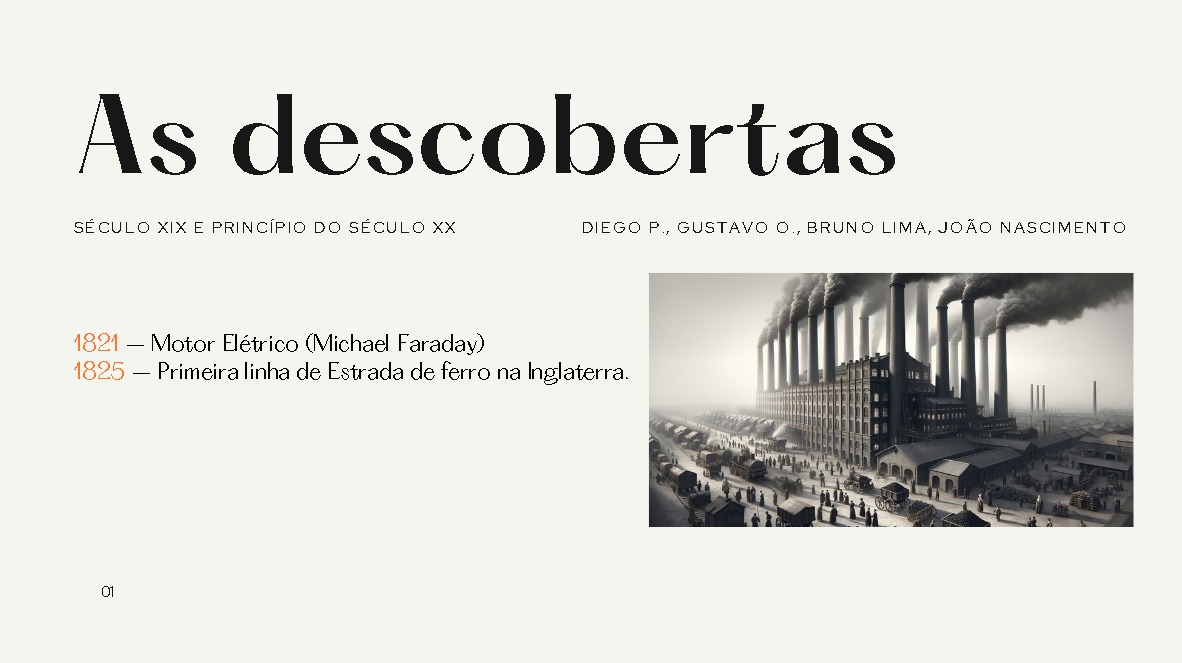 As descobertas
SÉCULO XIX E PRINCÍPIO DO SÉCULO XX
DIEGO P., GUSTAVO O., BRUNO LIMA, JOÃO NASCIMENTO
1821 – Motor Elétrico (Michael Faraday)
1825 – Primeira linha de Estrada de ferro na Inglaterra.
01